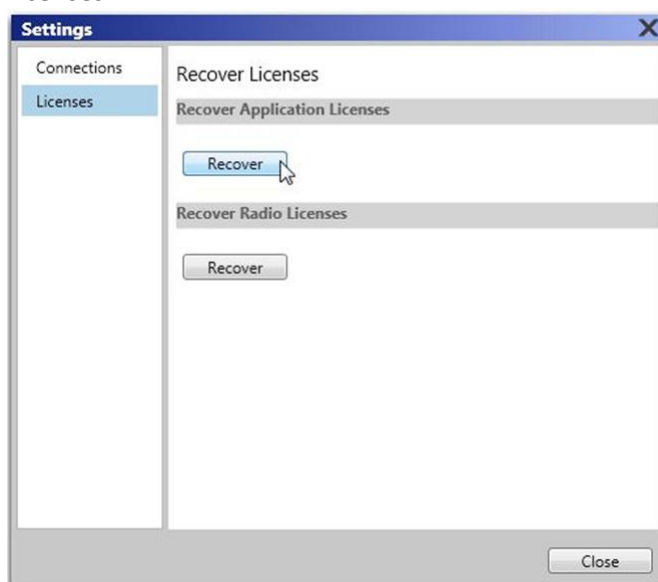 Settings
Connections
Licenses
Recover Licenses
Recover Application Licenses
Recover
Recover Radio Licenses
Recover
Close